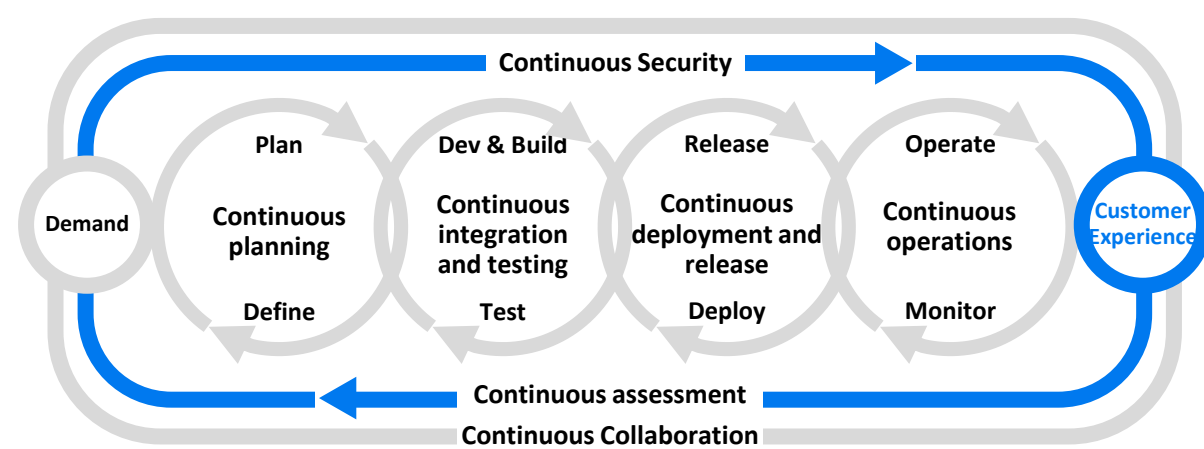 Continuous Security
Plan
Dev & Build
Release
Operate
Demand
Continuous
planning
Continuous
integration
and testing
Continuous
deployment and
release
Continuous
operations
Customer
Experience
Define
Test
Deploy
Monitor
Continuous assessment
Continuous Collaboration